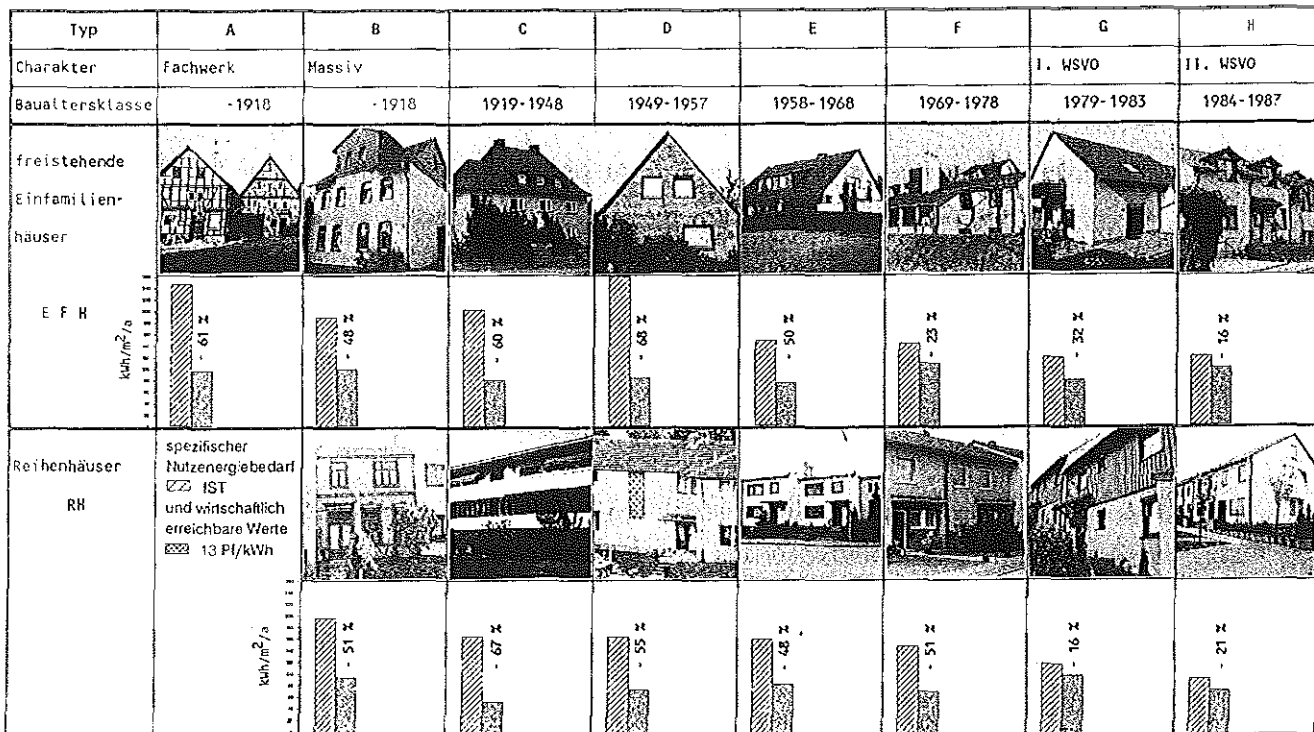 Typ A B C D E F G H
Charakter Fachwerk Massiv I. WSVO II. WSVO
Baualtersklasse -1918 -1918 1919-1948 1949-1957 1958-1968 1969-1978 1979-1983 1984-1987
freistehende
Einfamilien-
häuser
E F H
kWh/m²/a
- 61 % - 48 % - 60 % - 68 % - 50 % - 23 % - 32 % - 16 %
Reihenhäuser
RH
spezifischer
Nutzenergiebedarf
IST
und wirtschaftlich
erreichbare Werte
13 Pf/kWh
kWh/m²/a
- 51 % - 67 % - 55 % - 48 % - 51 % - 16 % - 21 %